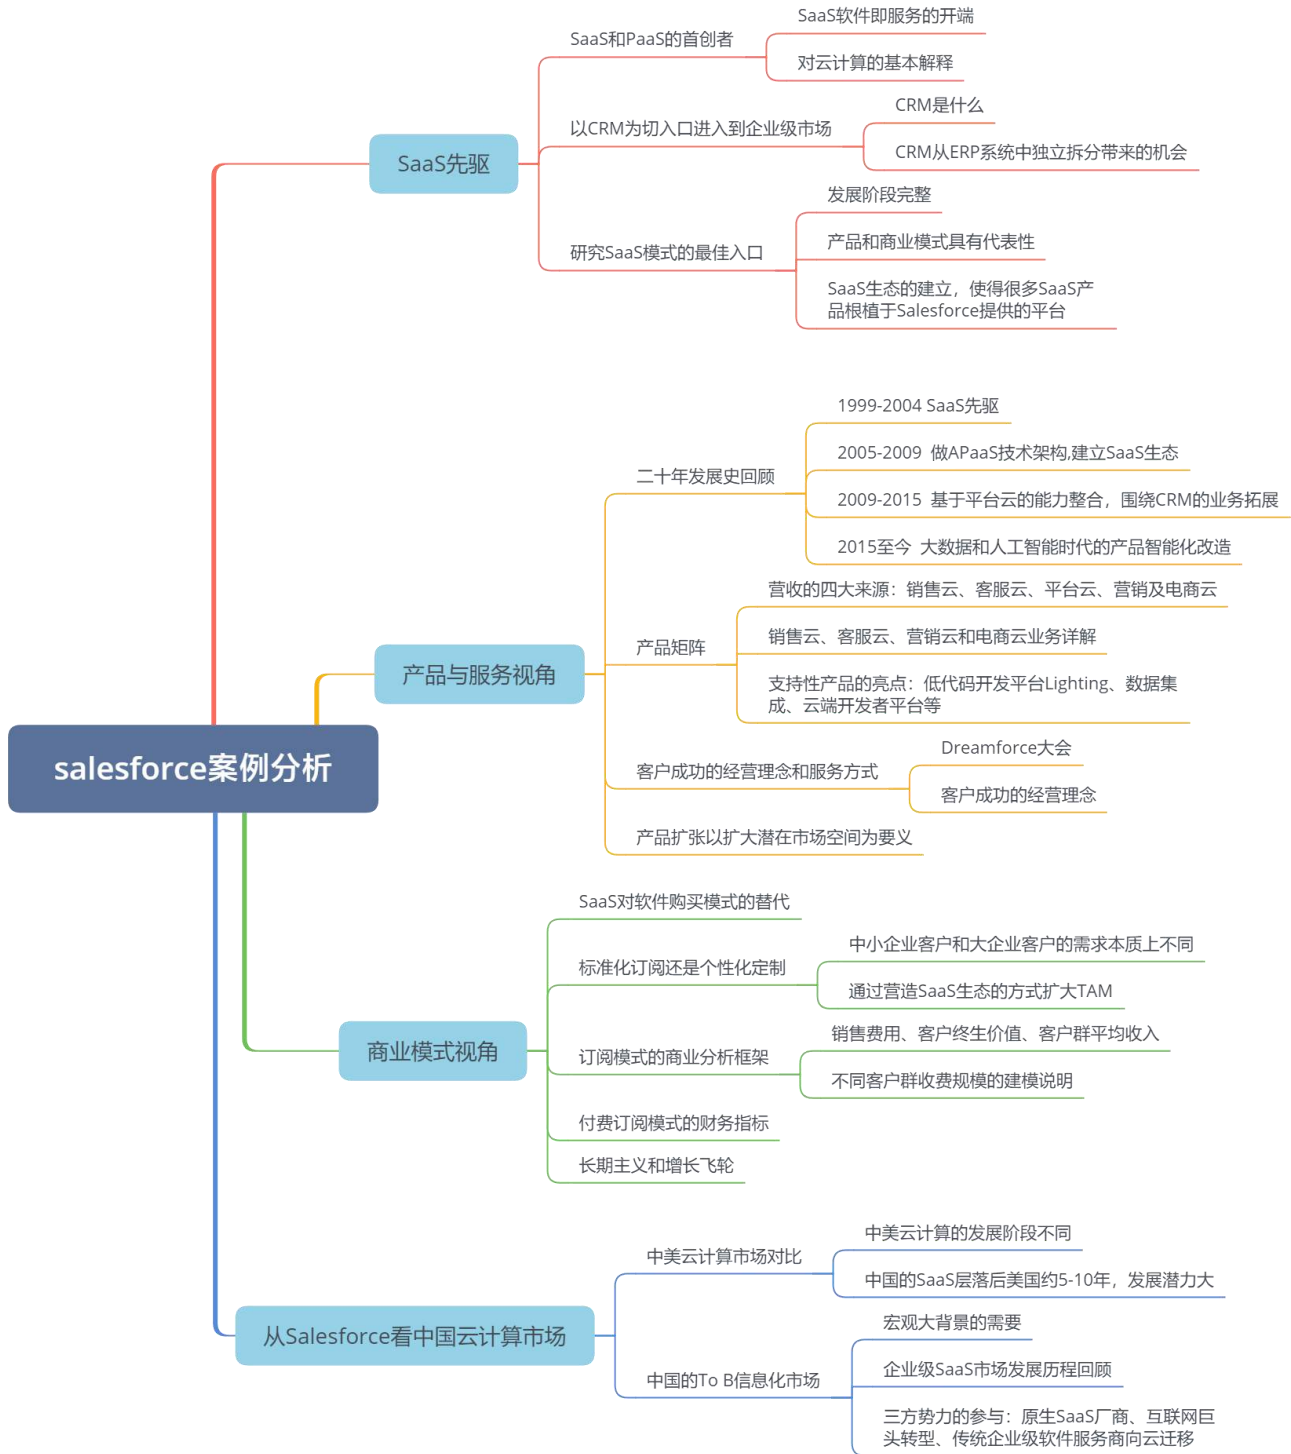 salesforce案例分析
SaaS先驱
SaaS和PaaS的首创者
SaaS软件即服务的开端
对云计算的基本解释
以CRM为切入口进入到企业级市场
CRM是什么
CRM从ERP系统中独立拆分带来的机会
研究SaaS模式的最佳入口
发展阶段完整
产品和商业模式具有代表性
SaaS生态的建立，使得很多SaaS产
品根植于Salesforce提供的平台
产品与服务视角
二十年发展史回顾
1999-2004 SaaS先驱
2005-2009 做APaaS技术架构,建立SaaS生态
2009-2015 基于平台云的能力整合，围绕CRM的业务拓展
2015至今 大数据和人工智能时代的产品智能化改造
产品矩阵
营收的四大来源：销售云、客服云、平台云、营销及电商云
销售云、客服云、营销云和电商云业务详解
支持性产品的亮点：低代码开发平台Lighting、数据集
成、云端开发者平台等
客户成功的经营理念和服务方式
Dreamforce大会
客户成功的经营理念
产品扩张以扩大潜在市场空间为要义
商业模式视角
SaaS对软件购买模式的替代
标准化订阅还是个性化定制
中小企业客户和大企业客户的需求本质上不同
通过营造SaaS生态的方式扩大TAM
订阅模式的商业分析框架
销售费用、客户终生价值、客户群平均收入
不同客户群收费规模的建模说明
付费订阅模式的财务指标
长期主义和增长飞轮
从Salesforce看中国云计算市场
中美云计算市场对比
中美云计算的发展阶段不同
中国的SaaS层落后美国约5-10年，发展潜力大
中国的To B信息化市场
宏观大背景的需要
企业级SaaS市场发展历程回顾
三方势力的参与：原生SaaS厂商、互联网巨
头转型、传统企业级软件服务商向云迁移